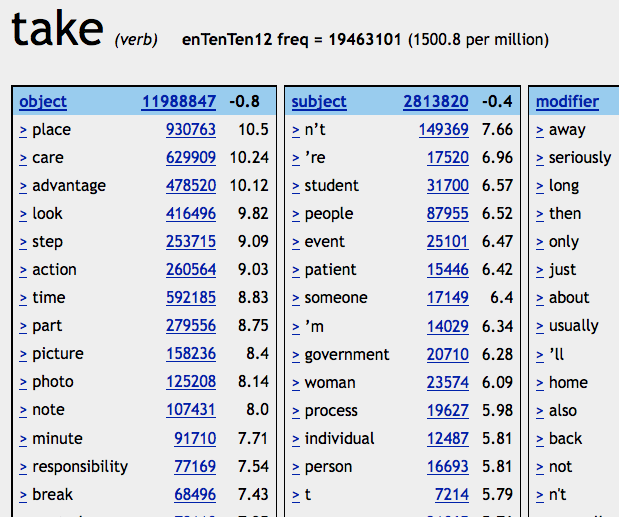 take (verb) enTenTen12 freq = 19463101 (1500.8 per million)
object 11988847 -0.8 subject 2813820 -0.4 modifier
> place 930763 10.5 > n’t 149369 7.66 > away
> care 629909 10.24 > ’re 17520 6.96 > seriously
> advantage 478520 10.12 > student 31700 6.57 > long
> look 416496 9.82 > people 87955 6.52 > then
> step 253715 9.09 > event 25101 6.47 > only
> action 260564 9.03 > patient 15446 6.42 > just
> time 592185 8.83 > someone 17149 6.4 > about
> part 279556 8.75 > ’m 14029 6.34 > usually
> picture 158236 8.4 > government 20710 6.28 > ’ll
> photo 125208 8.14 > woman 23574 6.09 > home
> note 107431 8.0 > process 19627 5.98 > also
> minute 91710 7.71 > individual 12487 5.81 > back
> responsibility 77169 7.54 > person 16693 5.81 > not
> break 68496 7.43 > t 7214 5.79 > n't